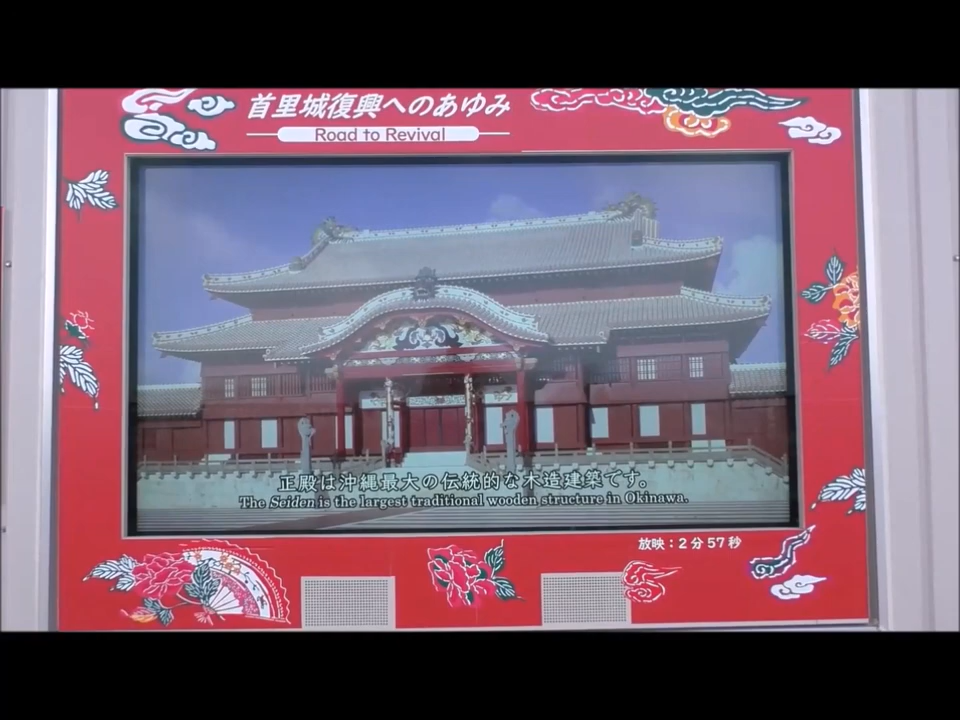 首里城復興へのあゆみ
Road to Revival
正殿は沖縄最大の伝統的な木造建築です。
The Seiden is the largest traditional wooden structure in Okinawa.
放映:2分57秒